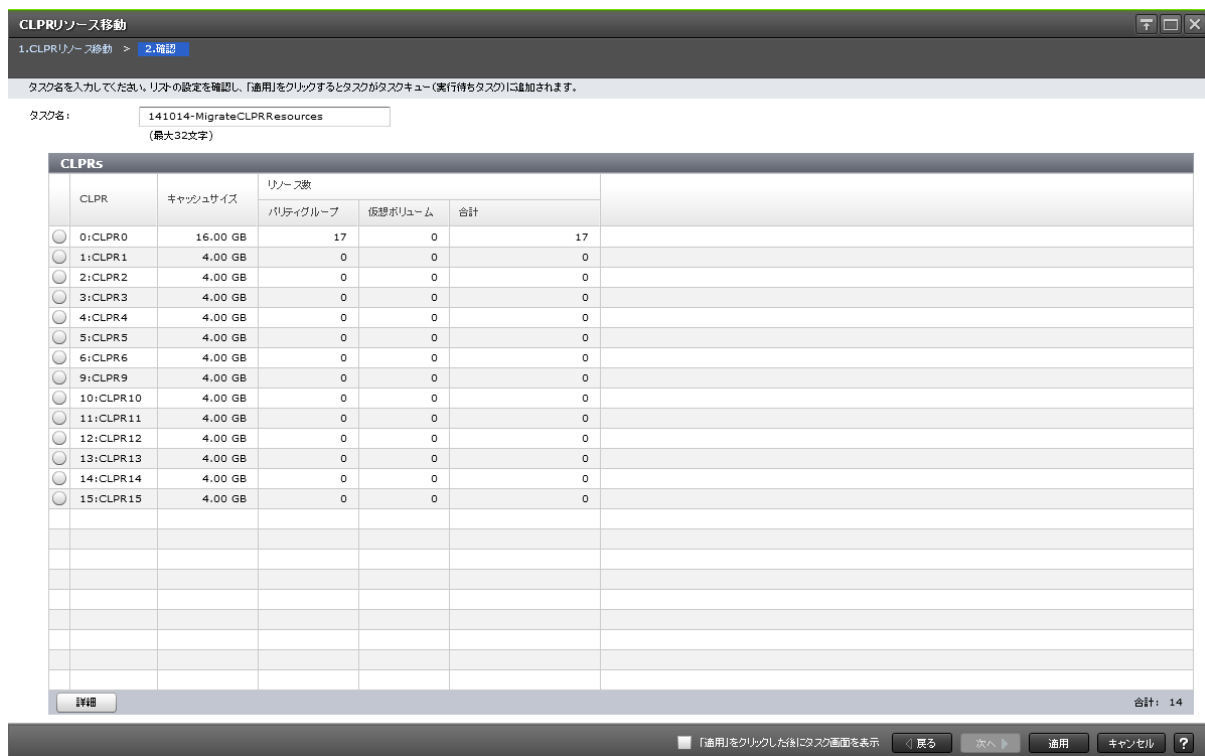 CLPRリソース移動
1.CLPRリソース移動 > 2.確認
タスク名を入力してください。リストの設定を確認し、「適用」をクリックするとタスクがタスクキュー(実行待ちタスク)に追加されます。
タスク名: 141014-MigrateCLPRResources
(最大32文字)
CLPRs
CLPR キャッシュサイズ リソース数
パリティグループ 仮想ボリューム 合計
0:CLPR0 16.00 GB 17 0 17
1:CLPR1 4.00 GB 0 0 0
2:CLPR2 4.00 GB 0 0 0
3:CLPR3 4.00 GB 0 0 0
4:CLPR4 4.00 GB 0 0 0
5:CLPR5 4.00 GB 0 0 0
6:CLPR6 4.00 GB 0 0 0
9:CLPR9 4.00 GB 0 0 0
10:CLPR10 4.00 GB 0 0 0
11:CLPR11 4.00 GB 0 0 0
12:CLPR12 4.00 GB 0 0 0
13:CLPR13 4.00 GB 0 0 0
14:CLPR14 4.00 GB 0 0 0
15:CLPR15 4.00 GB 0 0 0
詳細 合計: 14
「適用」をクリックした後にタスク画面を表示 戻る 次へ 適用 キャンセル ?